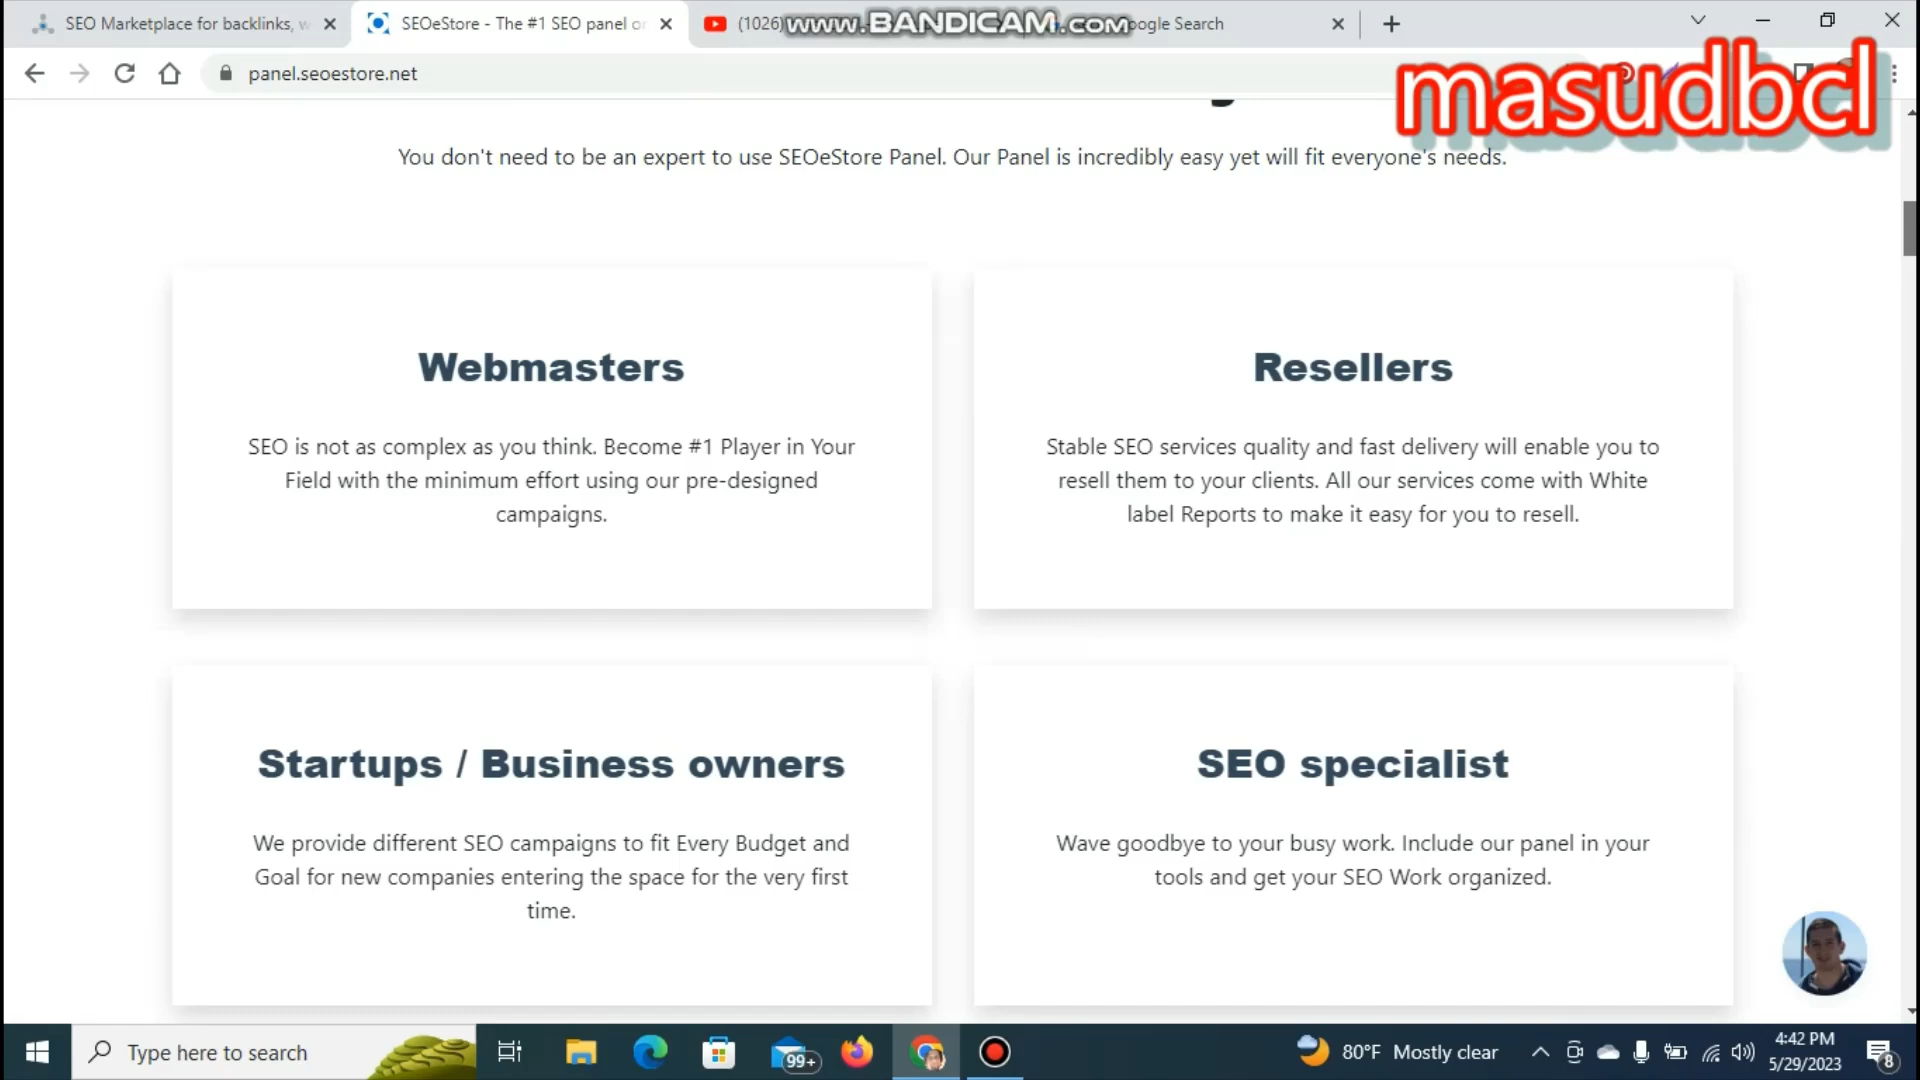 SEO Marketplace for backlinks, w
SEOeStore - The #1 SEO panel or
(1026)
www.BANDICAM.com
oogle Search
panel.seoestore.net
masudbcl
You don't need to be an expert to use SEOeStore Panel. Our Panel is incredibly easy yet will fit everyone's needs.
Webmasters
SEO is not as complex as you think. Become #1 Player in Your
Field with the minimum effort using our pre-designed
campaigns.
Resellers
Stable SEO services quality and fast delivery will enable you to
resell them to your clients. All our services come with White
label Reports to make it easy for you to resell.
Startups / Business owners
We provide different SEO campaigns to fit Every Budget and
Goal for new companies entering the space for the very first
time.
SEO specialist
Wave goodbye to your busy work. Include our panel in your
tools and get your SEO Work organized.
Type here to search
99+
80°F Mostly clear
4:42 PM
5/29/2023
8